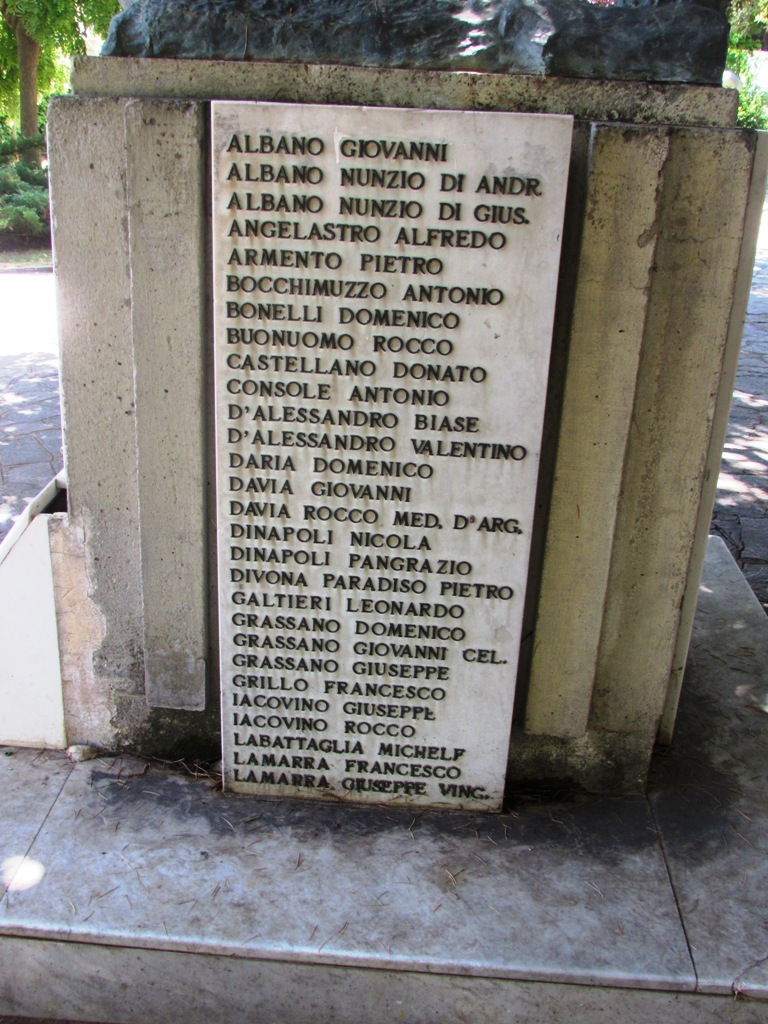 ALBANO GIOVANNI
ALBANO NUNZIO DI ANDR.
ALBANO NUNZIO DI GIUS.
ANGELASTRO ALFREDO
ARMENTO PIETRO
BOCCHIMUZZO ANTONIO
BONELLI DOMENICO
BUONUOMO ROCCO
CASTELLANO DONATO
CONSOLE ANTONIO
D'ALESSANDRO BIASE
D'ALESSANDRO VALENTINO
DARIA DOMENICO
DAVIA GIOVANNI
DAVIA ROCCO MED. D'ARG.
DINAPOLI NICOLA
DINAPOLI PANGRAZIO
DIVONA PARADISO PIETRO
GALTIERI LEONARDO
GRASSANO DOMENICO
GRASSANO GIOVANNI CEL.
GRASSANO GIUSEPPE
GRILLO FRANCESCO
IACOVINO GIUSEPPE
IACOVINO ROCCO
LABATTAGLIA MICHELE
LAMARRA FRANCESCO
LAMARRA GIUSEPPE VINC.